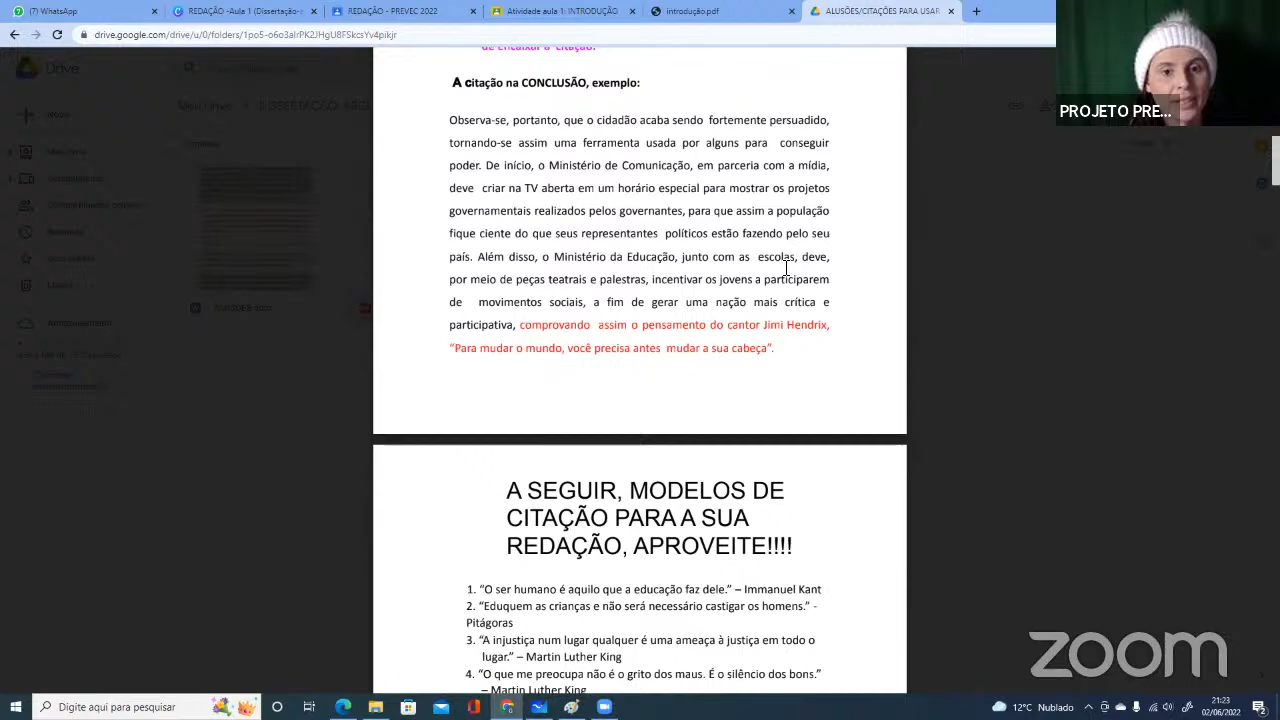 WhatsApp
REDAÇÃO -Aula 1 (Dissertação-
REDAÇÃO - PREVEC 2022
Atividade 1: INTRODUÇÃO
introdução.pdf
ALUSÕES/CITAÇÕES PARA USAR
drive.google.com/drive/u/0/folders/1po5-o6o3aIrPK2JHgU8FSkcsYv4pikjr
Drive
de encaixar a citação.
PROJETO PRE...
A citação na CONCLUSÃO, exemplo:
Observa-se, portanto, que o cidadão acaba sendo fortemente persuadido,
tornando-se assim uma ferramenta usada por alguns para conseguir
poder. De início, o Ministério de Comunicação, em parceria com a mídia,
deve criar na TV aberta em um horário especial para mostrar os projetos
governamentais realizados pelos governantes, para que assim a população
fique ciente do que seus representantes políticos estão fazendo pelo seu
país. Além disso, o Ministério da Educação, junto com as escolas, deve,
por meio de peças teatrais e palestras, incentivar os jovens a participarem
de movimentos sociais, a fim de gerar uma nação mais crítica e
participativa, comprovando assim o pensamento do cantor Jimi Hendrix,
“Para mudar o mundo, você precisa antes mudar a sua cabeça”.
A SEGUIR, MODELOS DE
CITAÇÃO PARA A SUA
REDAÇÃO, APROVEITE!!!!
1. “O ser humano é aquilo que a educação faz dele.” – Immanuel Kant
2. “Eduquem as crianças e não será necessário castigar os homens.” -
Pitágoras
3. “A injustiça num lugar qualquer é uma ameaça à justiça em todo o
lugar.” – Martin Luther King
4. “O que me preocupa não é o grito dos maus. É o silêncio dos bons.”
– Martin Luther King
zoom
Digite aqui para pesquisar
12°C Nublado
21:23
02/06/2022